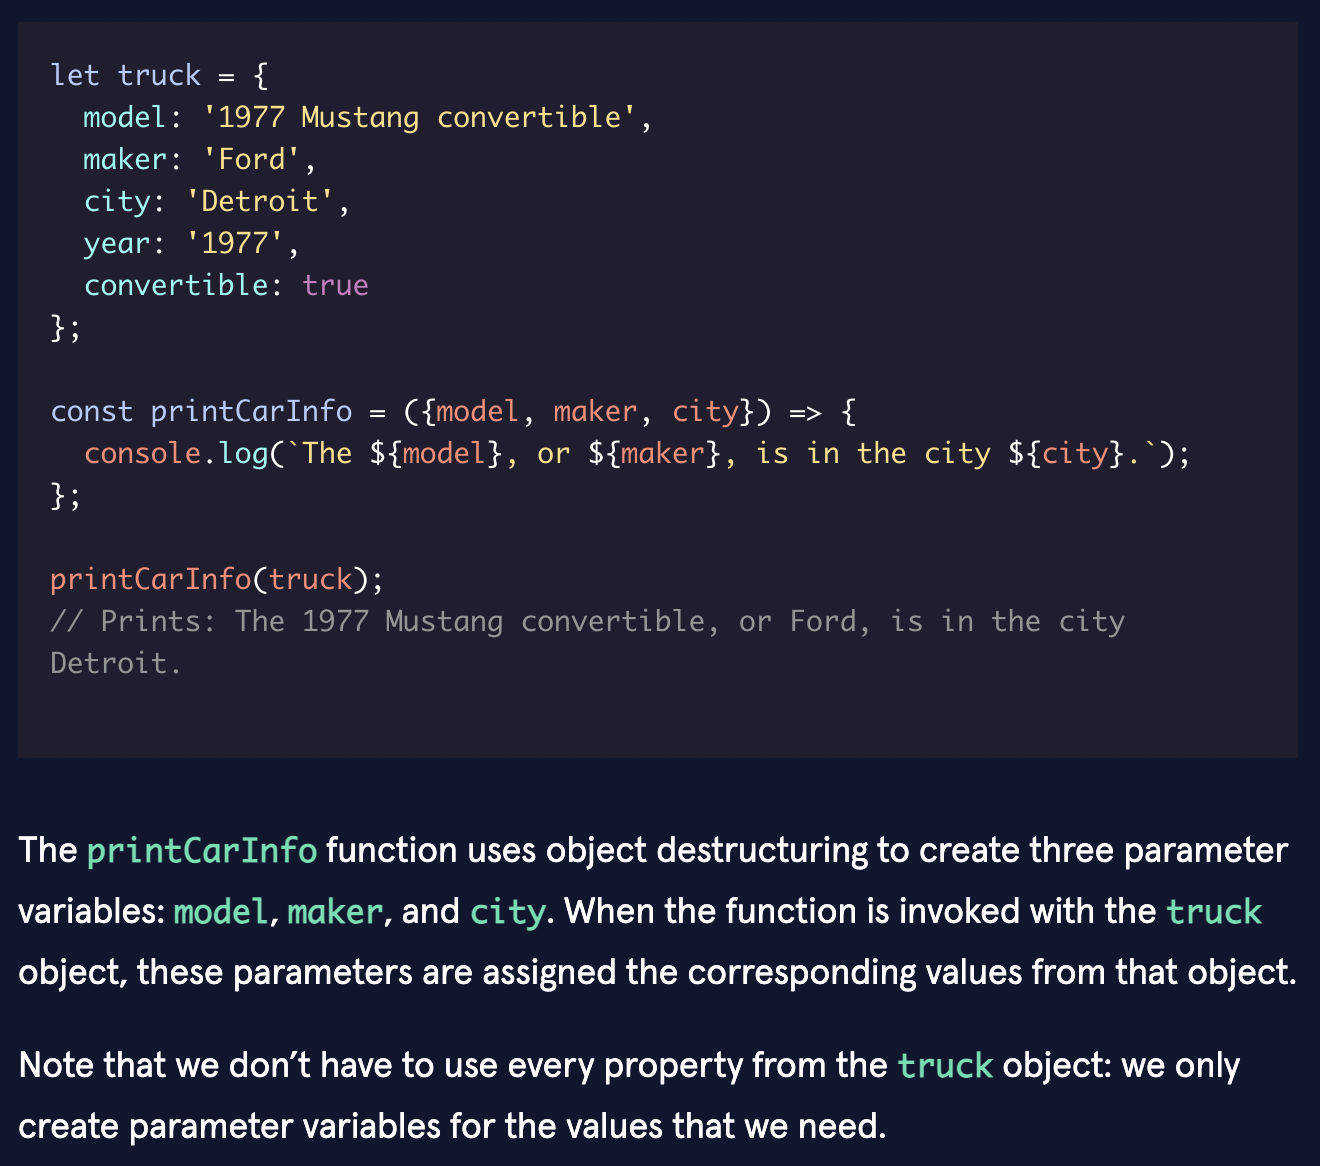 let truck = {
  model: '1977 Mustang convertible',
  maker: 'Ford',
  city: 'Detroit',
  year: '1977',
  convertible: true
};

const printCarInfo = ({model, maker, city}) => {
  console.log(`The ${model}, or ${maker}, is in the city ${city}.`);
};

printCarInfo(truck);
// Prints: The 1977 Mustang convertible, or Ford, is in the city
Detroit.

The printCarInfo function uses object destructuring to create three parameter
variables: model, maker, and city. When the function is invoked with the truck
object, these parameters are assigned the corresponding values from that object.

Note that we don’t have to use every property from the truck object: we only
create parameter variables for the values that we need.